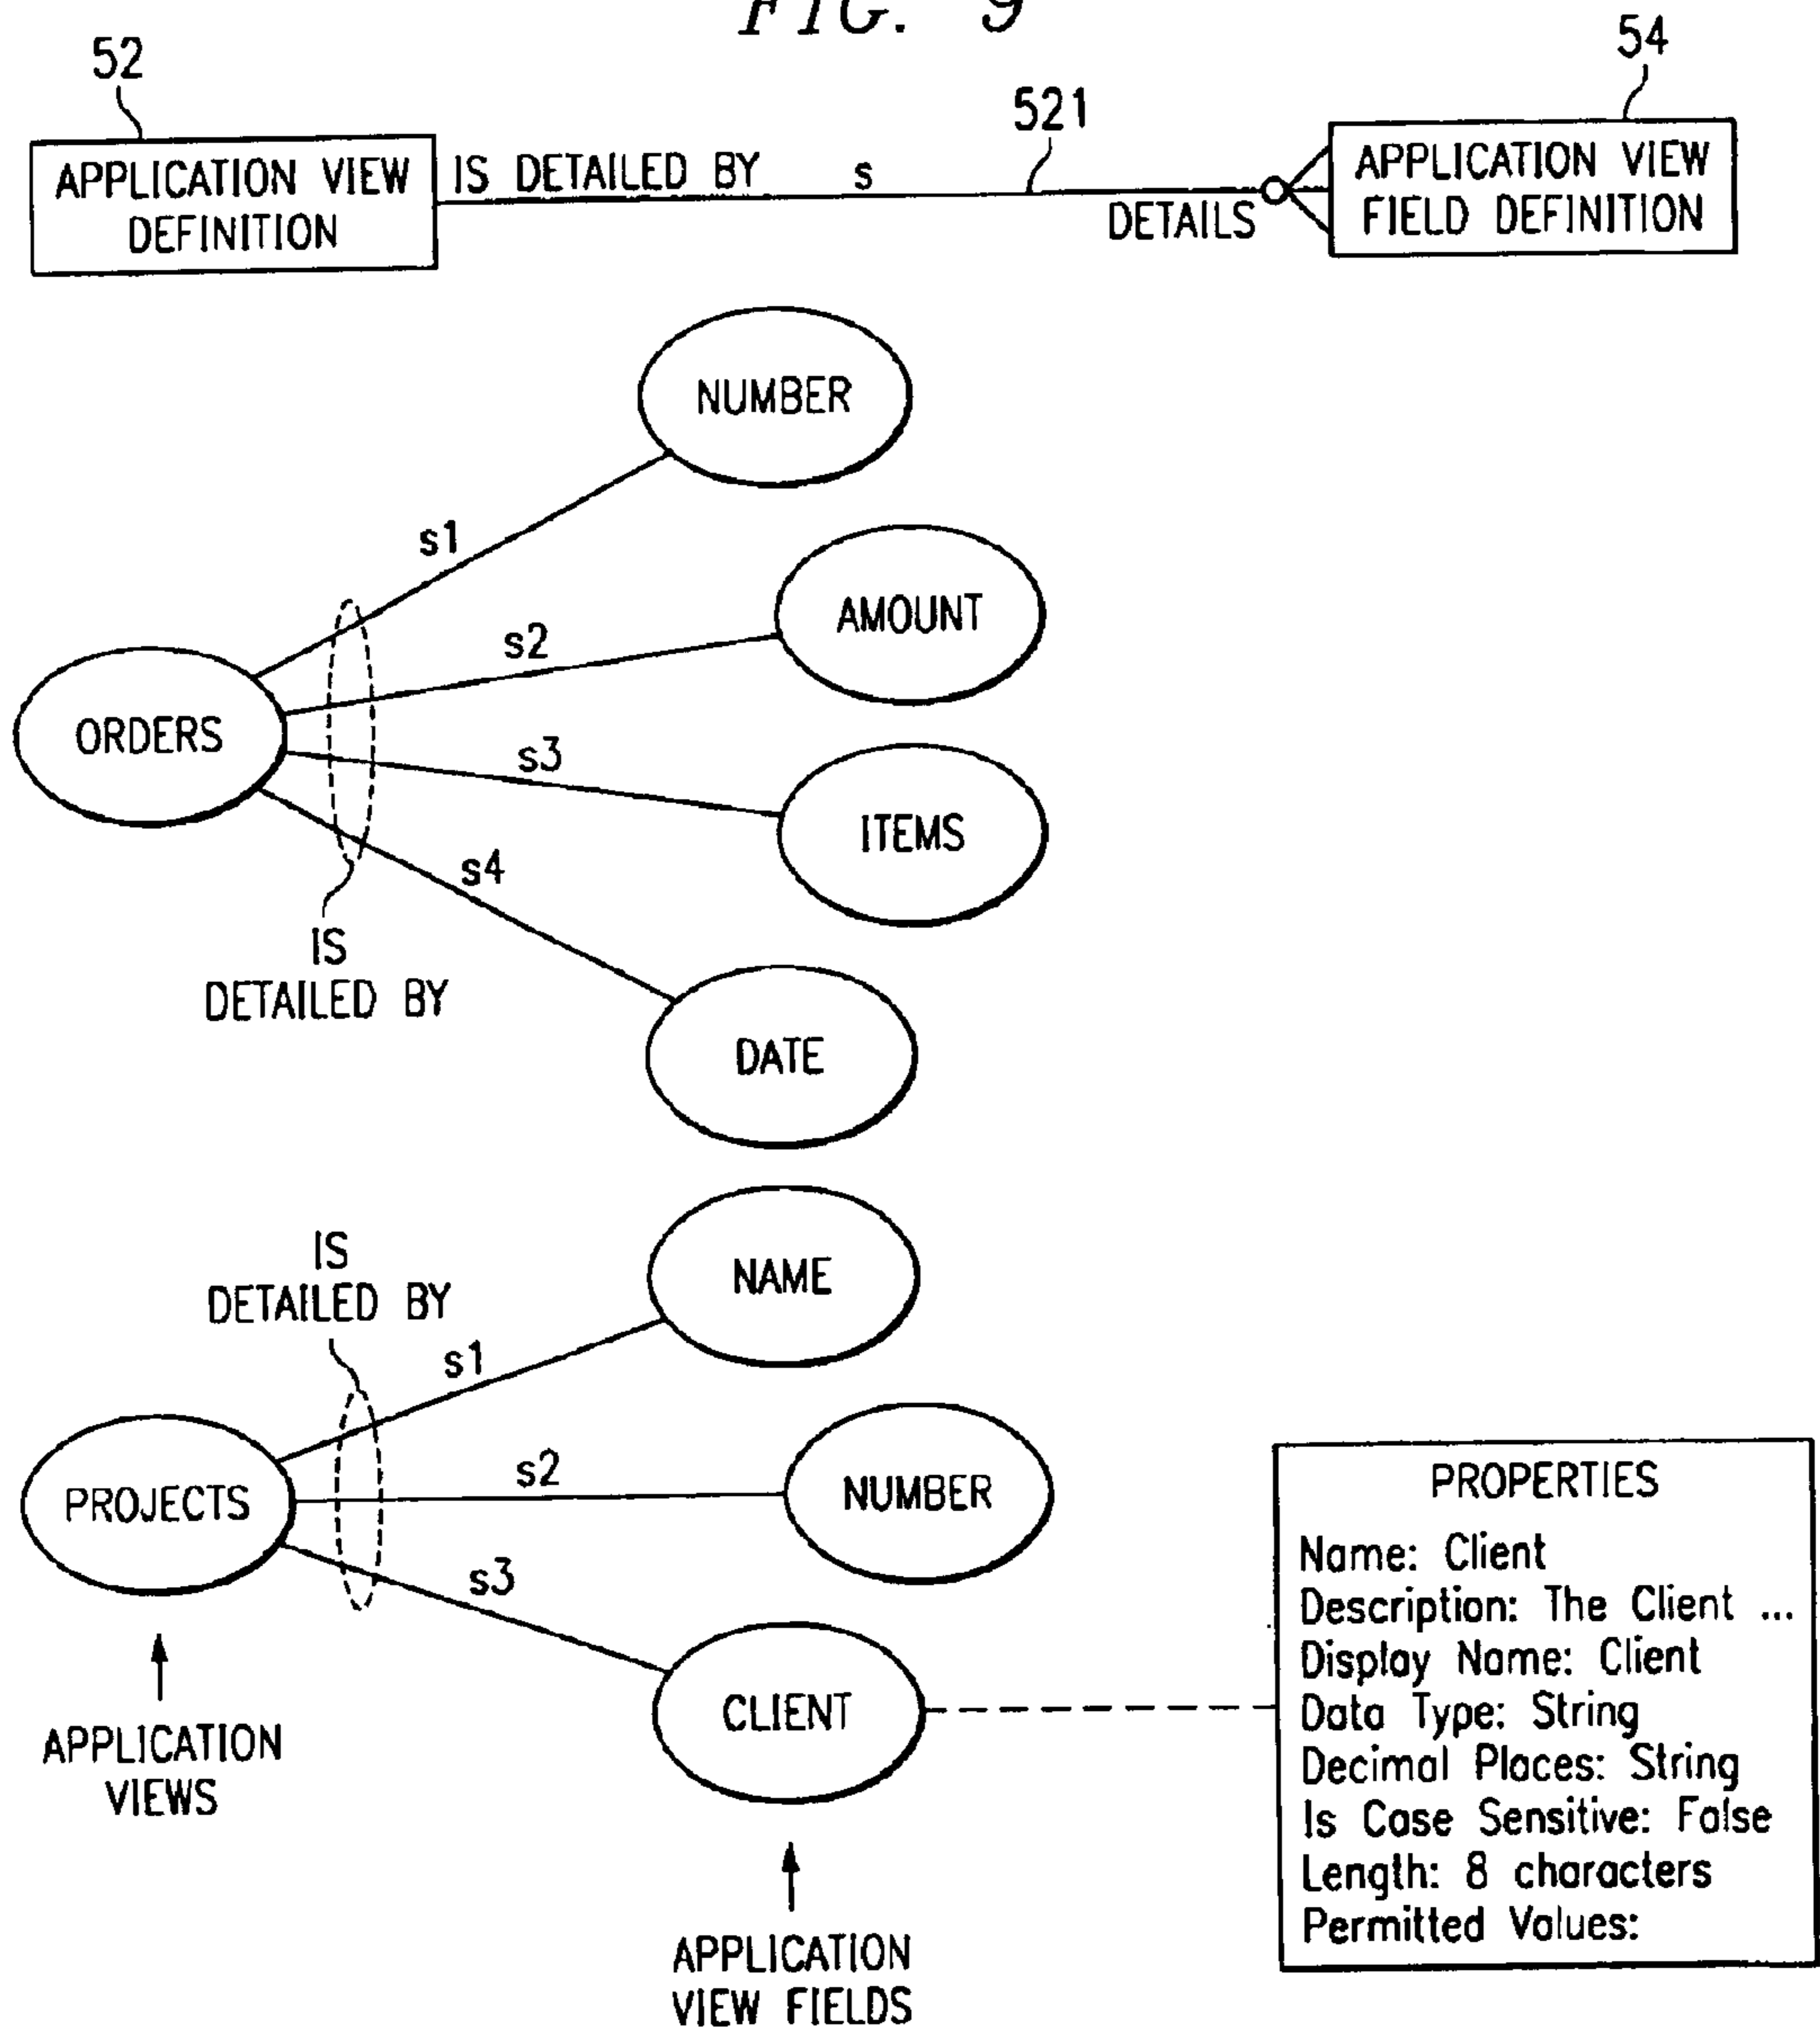 FIG. 9
52
54
521
APPLICATION VIEW
DEFINITION
IS DETAILED BY
s
DETAILS
APPLICATION VIEW
FIELD DEFINITION
NUMBER
s1
AMOUNT
s2
ORDERS
s3
ITEMS
s4
IS
DETAILED BY
DATE
IS
DETAILED BY
NAME
s1
PROJECTS
s2
NUMBER
s3
CLIENT
APPLICATION
VIEWS
APPLICATION
VIEW FIELDS
PROPERTIES
Name: Client
Description: The Client ...
Display Name: Client
Data Type: String
Decimal Places: String
Is Case Sensitive: False
Length: 8 characters
Permitted Values: